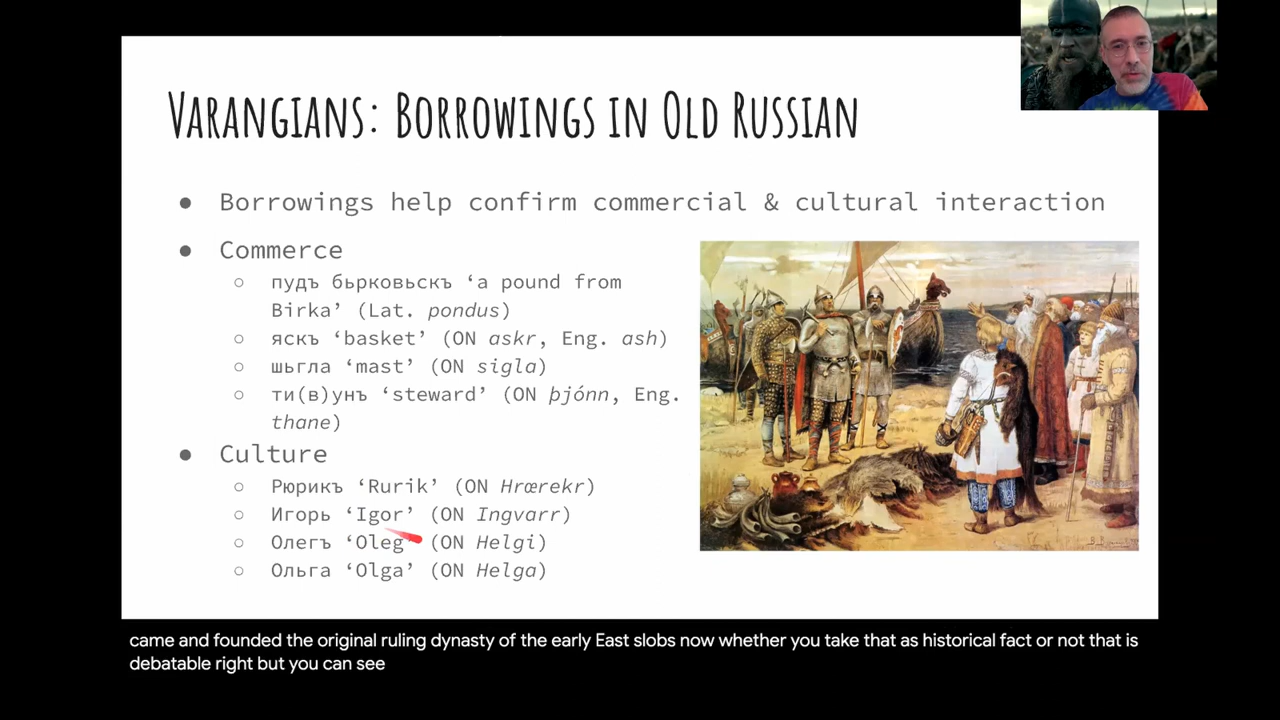 VARANGIANS: BORROWINGS IN OLD RUSSIAN
● Borrowings help confirm commercial & cultural interaction
● Commerce
○ пудъ бьрковьскъ ‘a pound from
Birka’ (Lat. pondus)
○ яскъ ‘basket’ (ON askr, Eng. ash)
○ шьгла ‘mast’ (ON sigla)
○ ти(в)унъ ‘steward’ (ON þjónn, Eng.
thane)
● Culture
○ Рюрикъ ‘Rurik’ (ON Hrœrekr)
○ Игорь ‘Igor’ (ON Ingvarr)
○ Олегъ ‘Oleg’ (ON Helgi)
○ Ольга ‘Olga’ (ON Helga)
came and founded the original ruling dynasty of the early East slobs now whether you take that as historical fact or not that is
debatable right but you can see